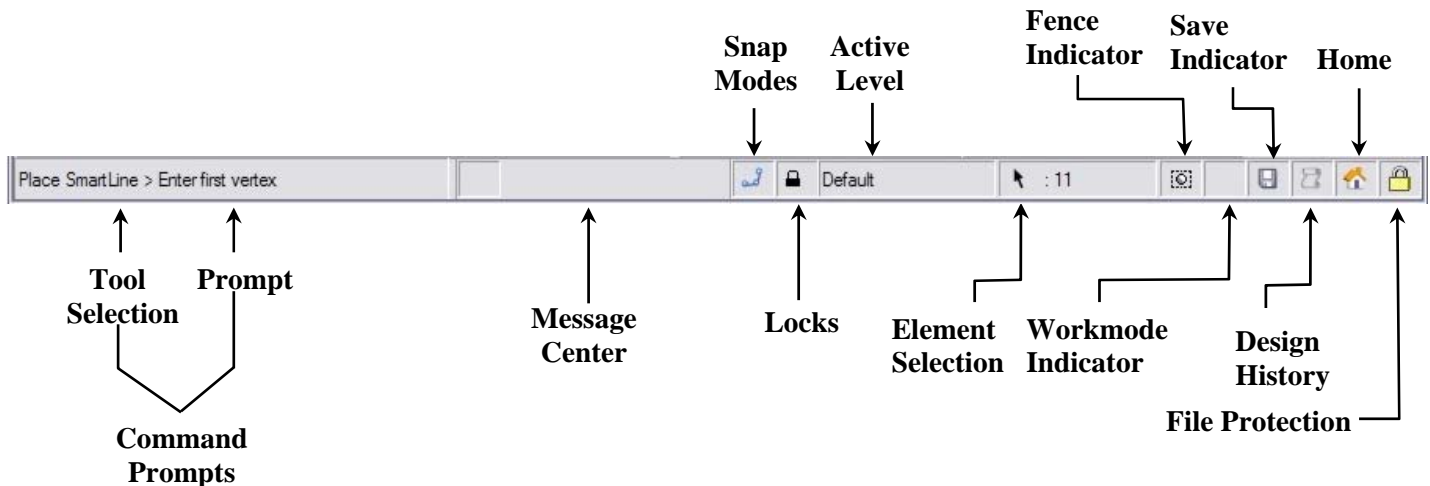 Fence
Indicator
Save
Indicator
Home
Snap
Modes
Active
Level
Place SmartLine > Enter first vertex
Default
: 11
Tool
Selection
Prompt
Command
Prompts
Message
Center
Locks
Element
Selection
Workmode
Indicator
Design
History
File Protection